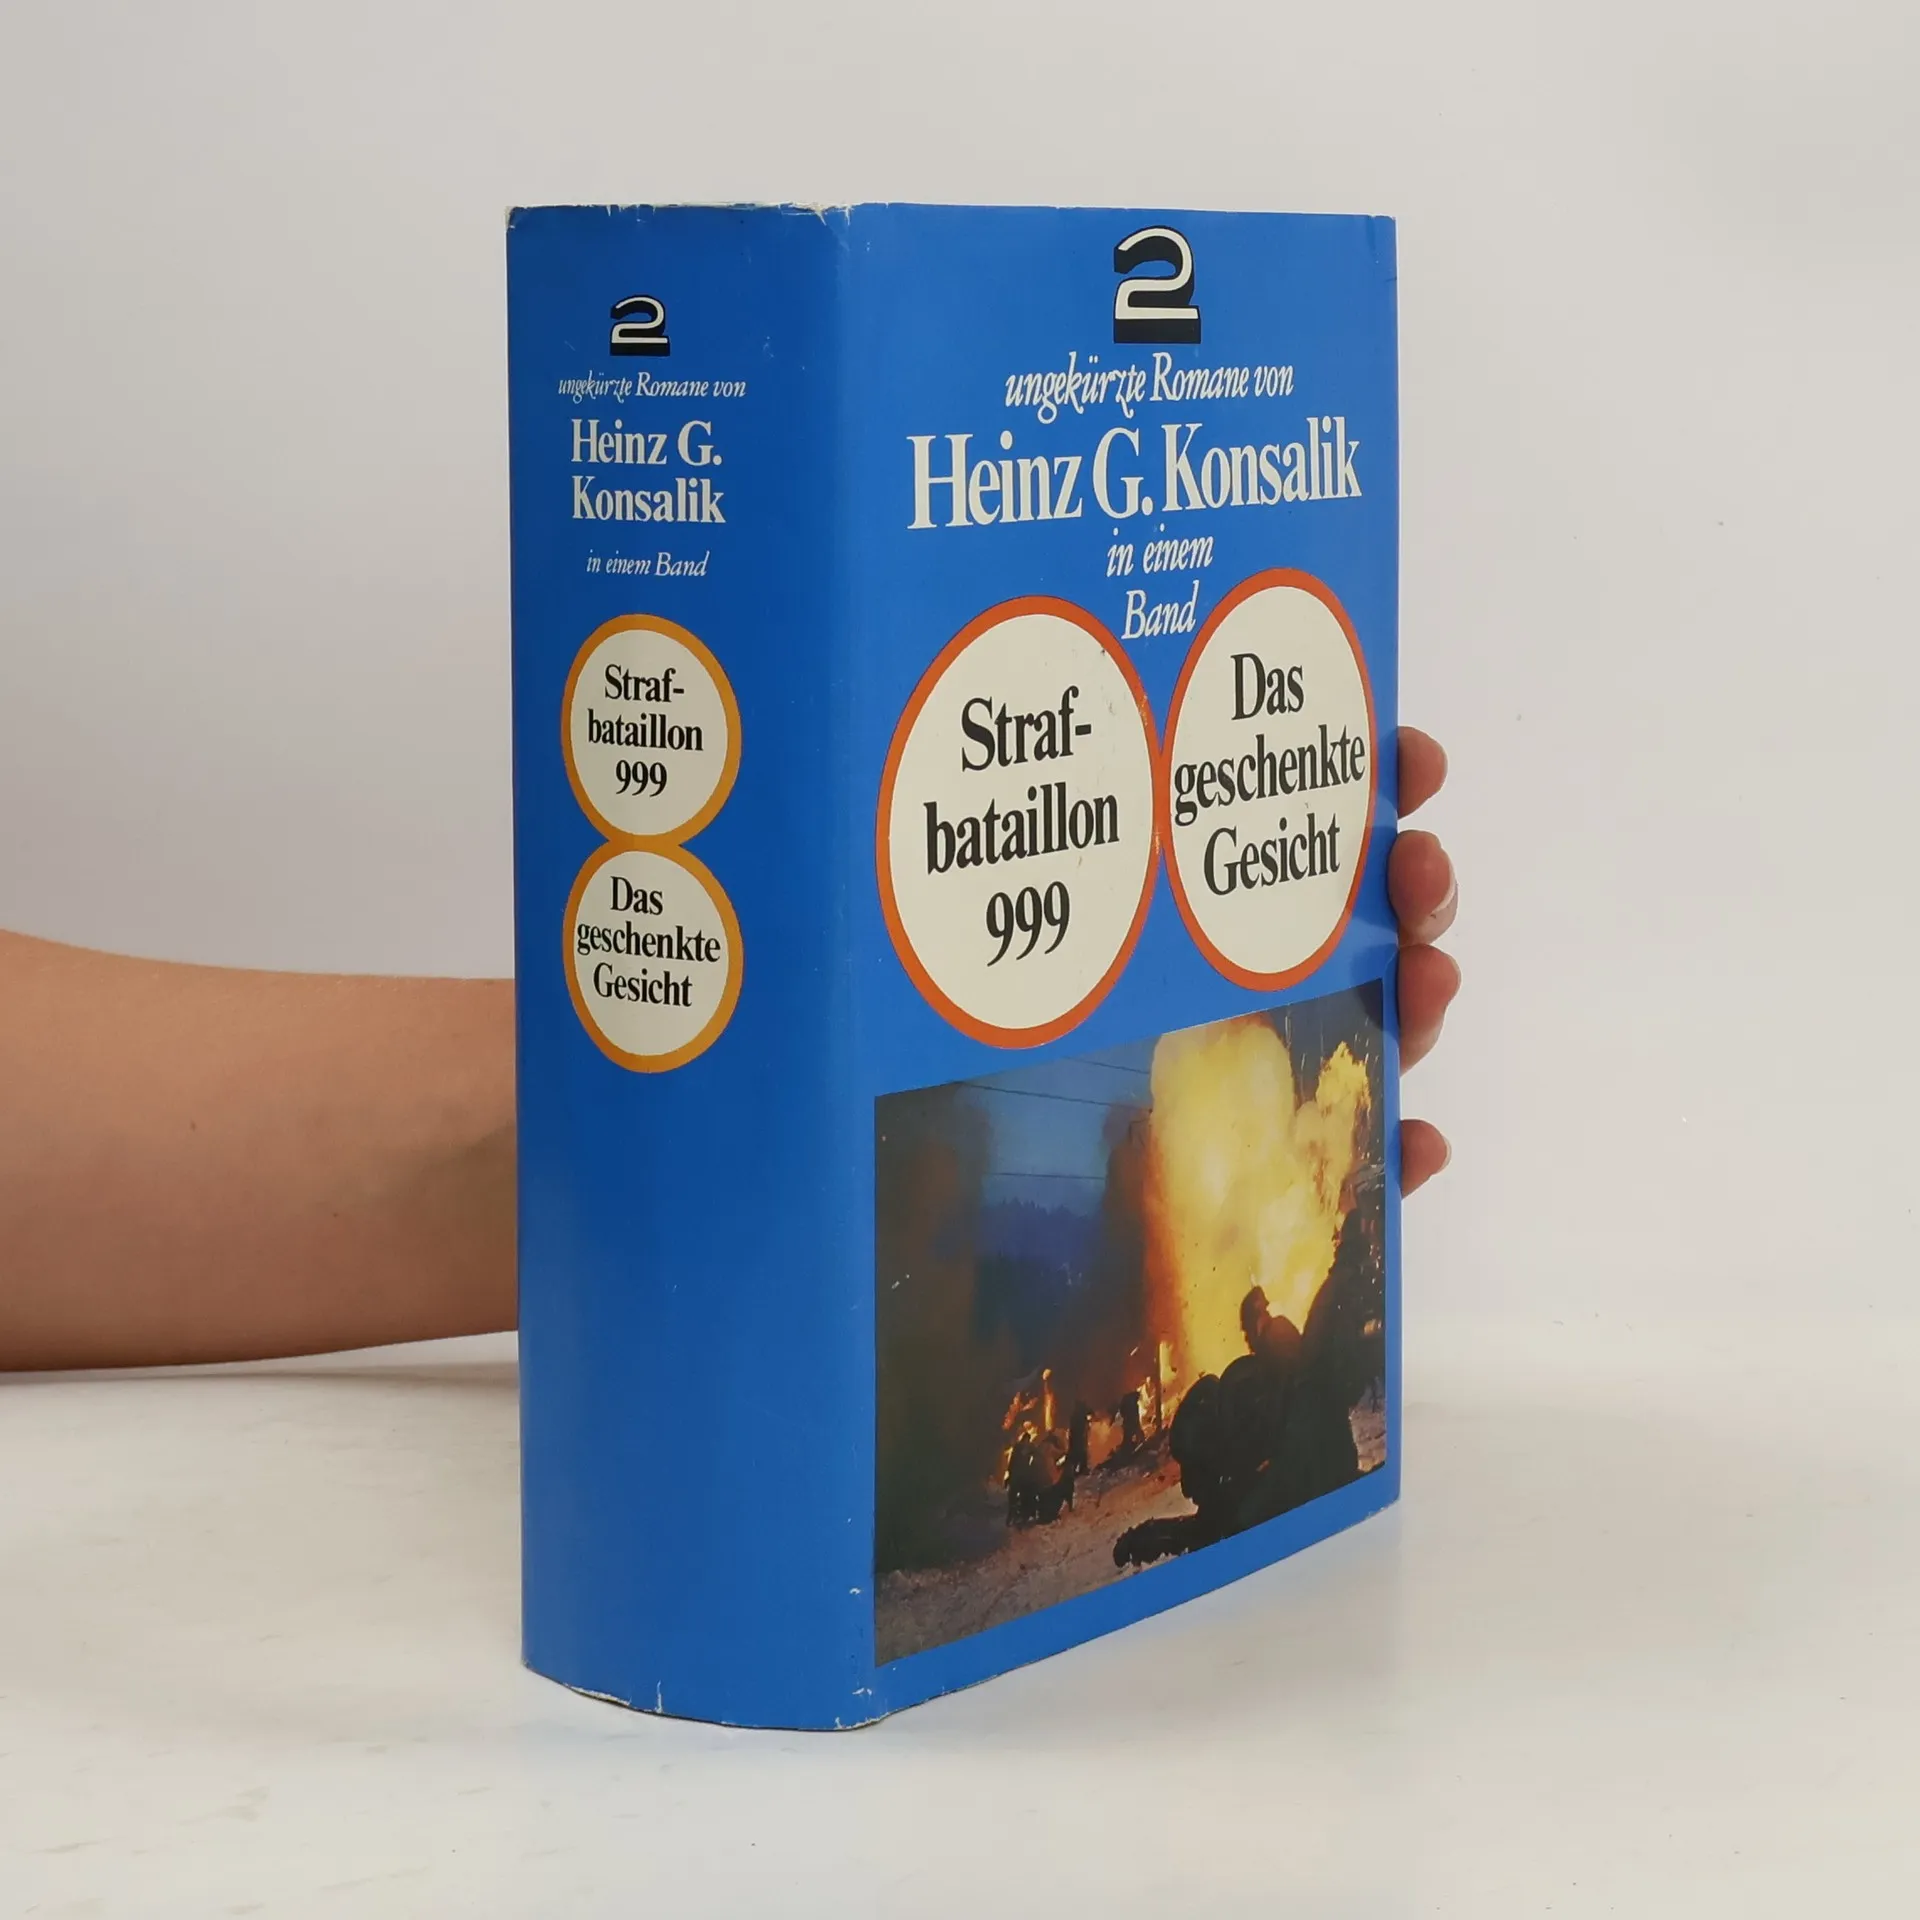 2
ungekürzte Romane von
Heinz G.
Konsalik
in einem Band
Straf-
bataillon
999
Das
geschenkte
Gesicht
2
ungekürzte Romane von
Heinz G. Konsalik
in einem
Band
Straf-
bataillon
999
Das
geschenkte
Gesicht